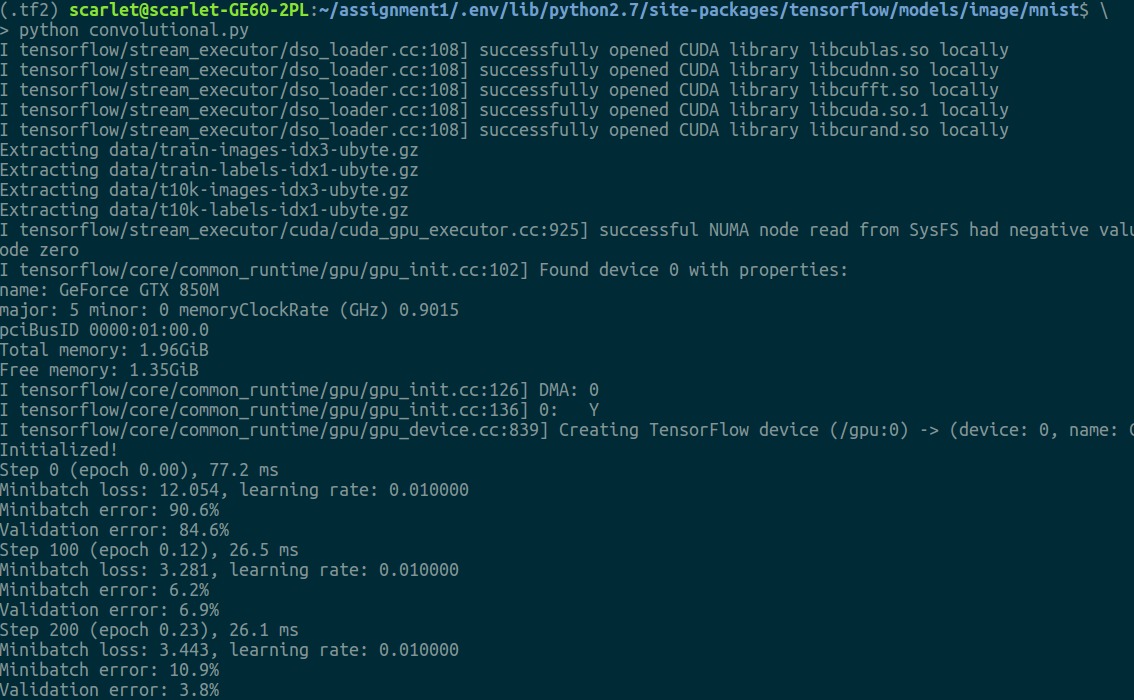 (.tf2) scarlet@scarlet-GE60-2PL:~/assignment1/.env/lib/python2.7/site-packages/tensorflow/models/image/mnist$ \
> python convolutional.py
I tensorflow/stream_executor/dso_loader.cc:108] successfully opened CUDA library libcublas.so locally
I tensorflow/stream_executor/dso_loader.cc:108] successfully opened CUDA library libcudnn.so locally
I tensorflow/stream_executor/dso_loader.cc:108] successfully opened CUDA library libcufft.so locally
I tensorflow/stream_executor/dso_loader.cc:108] successfully opened CUDA library libcuda.so.1 locally
I tensorflow/stream_executor/dso_loader.cc:108] successfully opened CUDA library libcurand.so locally
Extracting data/train-images-idx3-ubyte.gz
Extracting data/train-labels-idx1-ubyte.gz
Extracting data/t10k-images-idx3-ubyte.gz
Extracting data/t10k-labels-idx1-ubyte.gz
I tensorflow/stream_executor/cuda/cuda_gpu_executor.cc:925] successful NUMA node read from SysFS had negative valu
ode zero
I tensorflow/core/common_runtime/gpu/gpu_init.cc:102] Found device 0 with properties:
name: GeForce GTX 850M
major: 5 minor: 0 memoryClockRate (GHz) 0.9015
pciBusID 0000:01:00.0
Total memory: 1.96GiB
Free memory: 1.35GiB
I tensorflow/core/common_runtime/gpu/gpu_init.cc:126] DMA: 0
I tensorflow/core/common_runtime/gpu/gpu_init.cc:136] 0:   Y
I tensorflow/core/common_runtime/gpu/gpu_device.cc:839] Creating TensorFlow device (/gpu:0) -> (device: 0, name:
Initialized!
Step 0 (epoch 0.00), 77.2 ms
Minibatch loss: 12.054, learning rate: 0.010000
Minibatch error: 90.6%
Validation error: 84.6%
Step 100 (epoch 0.12), 26.5 ms
Minibatch loss: 3.281, learning rate: 0.010000
Minibatch error: 6.2%
Validation error: 6.9%
Step 200 (epoch 0.23), 26.1 ms
Minibatch loss: 3.443, learning rate: 0.010000
Minibatch error: 10.9%
Validation error: 3.8%